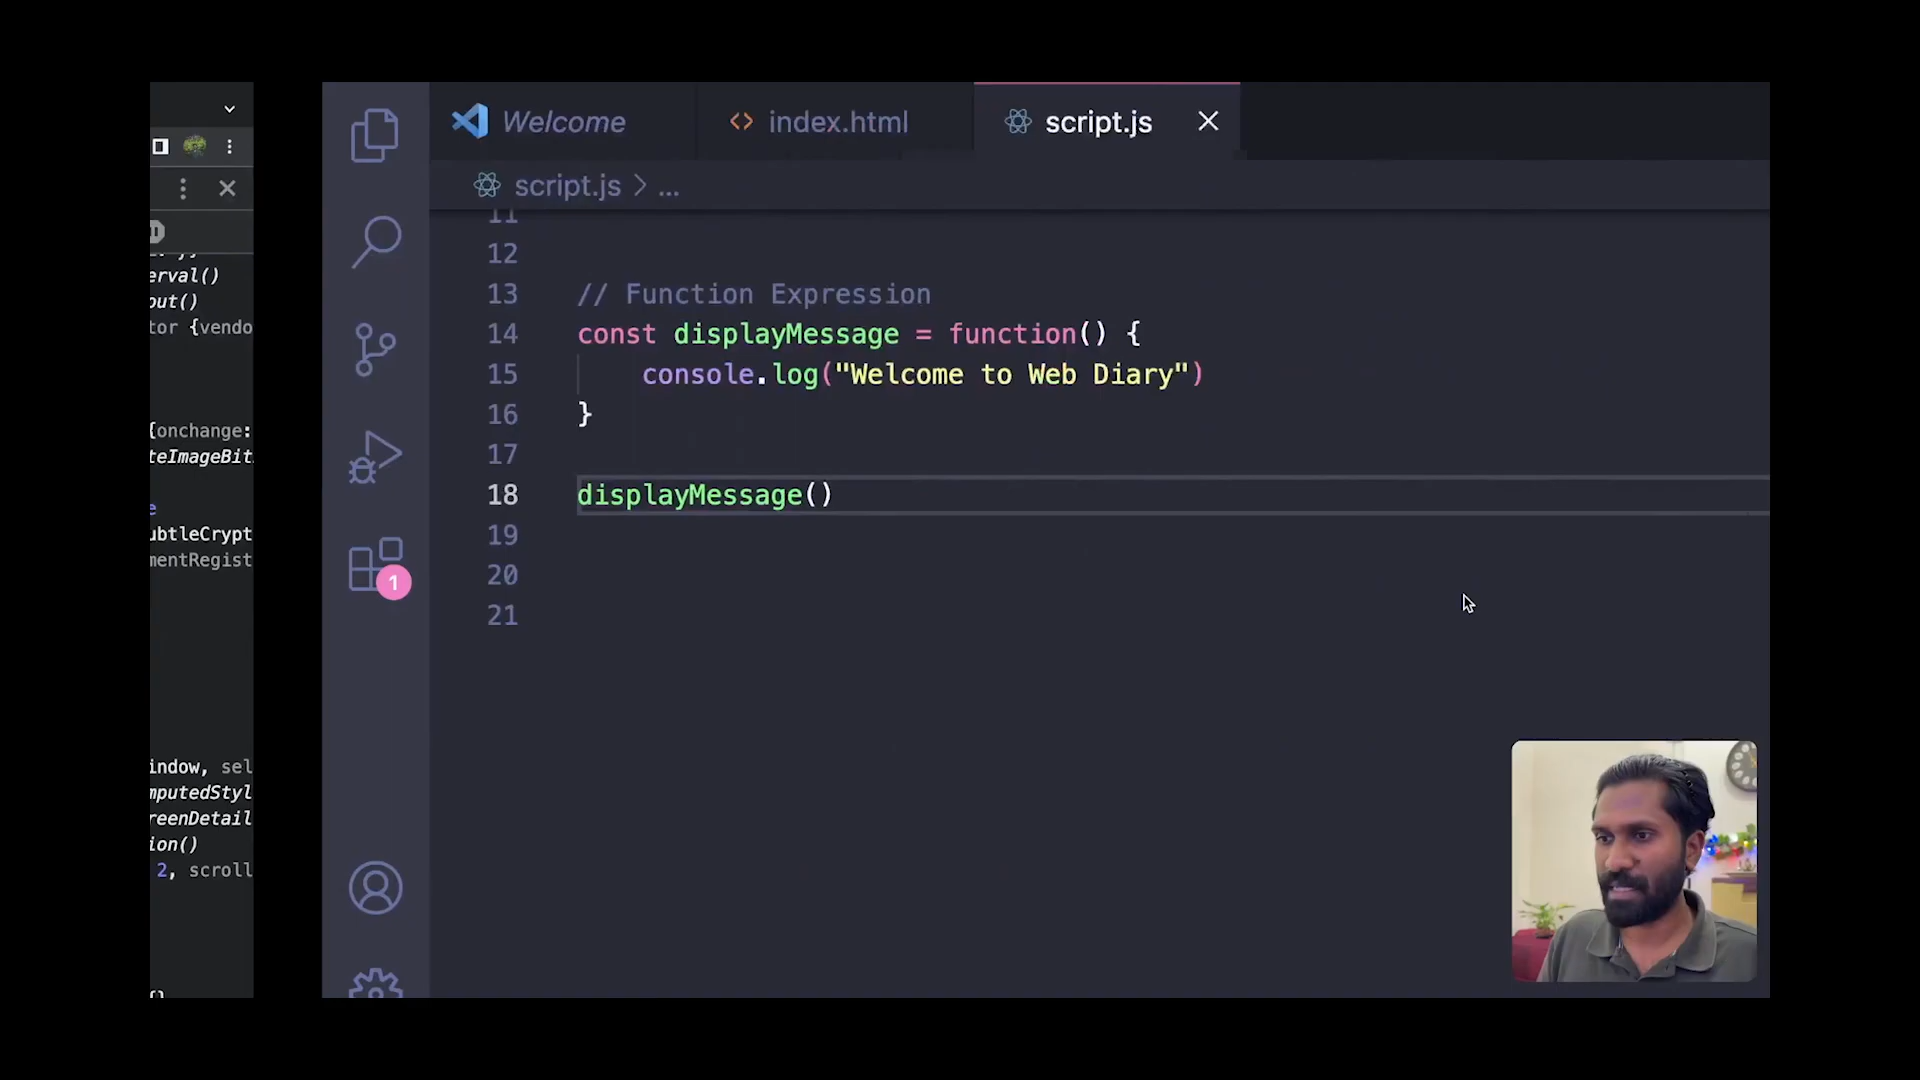 erval()
out()
tor {vendo
{onchange:
teImageBit
e
ubtleCrypt
mentRegist
indow, sel
mputedStyl
reenDetail
ion()
2, scroll
{}
Welcome
index.html
script.js
script.js > ...
11
12
13 // Function Expression
14 const displayMessage = function() {
15 console.log("Welcome to Web Diary")
16 }
17
18 displayMessage()
19
20
21
1